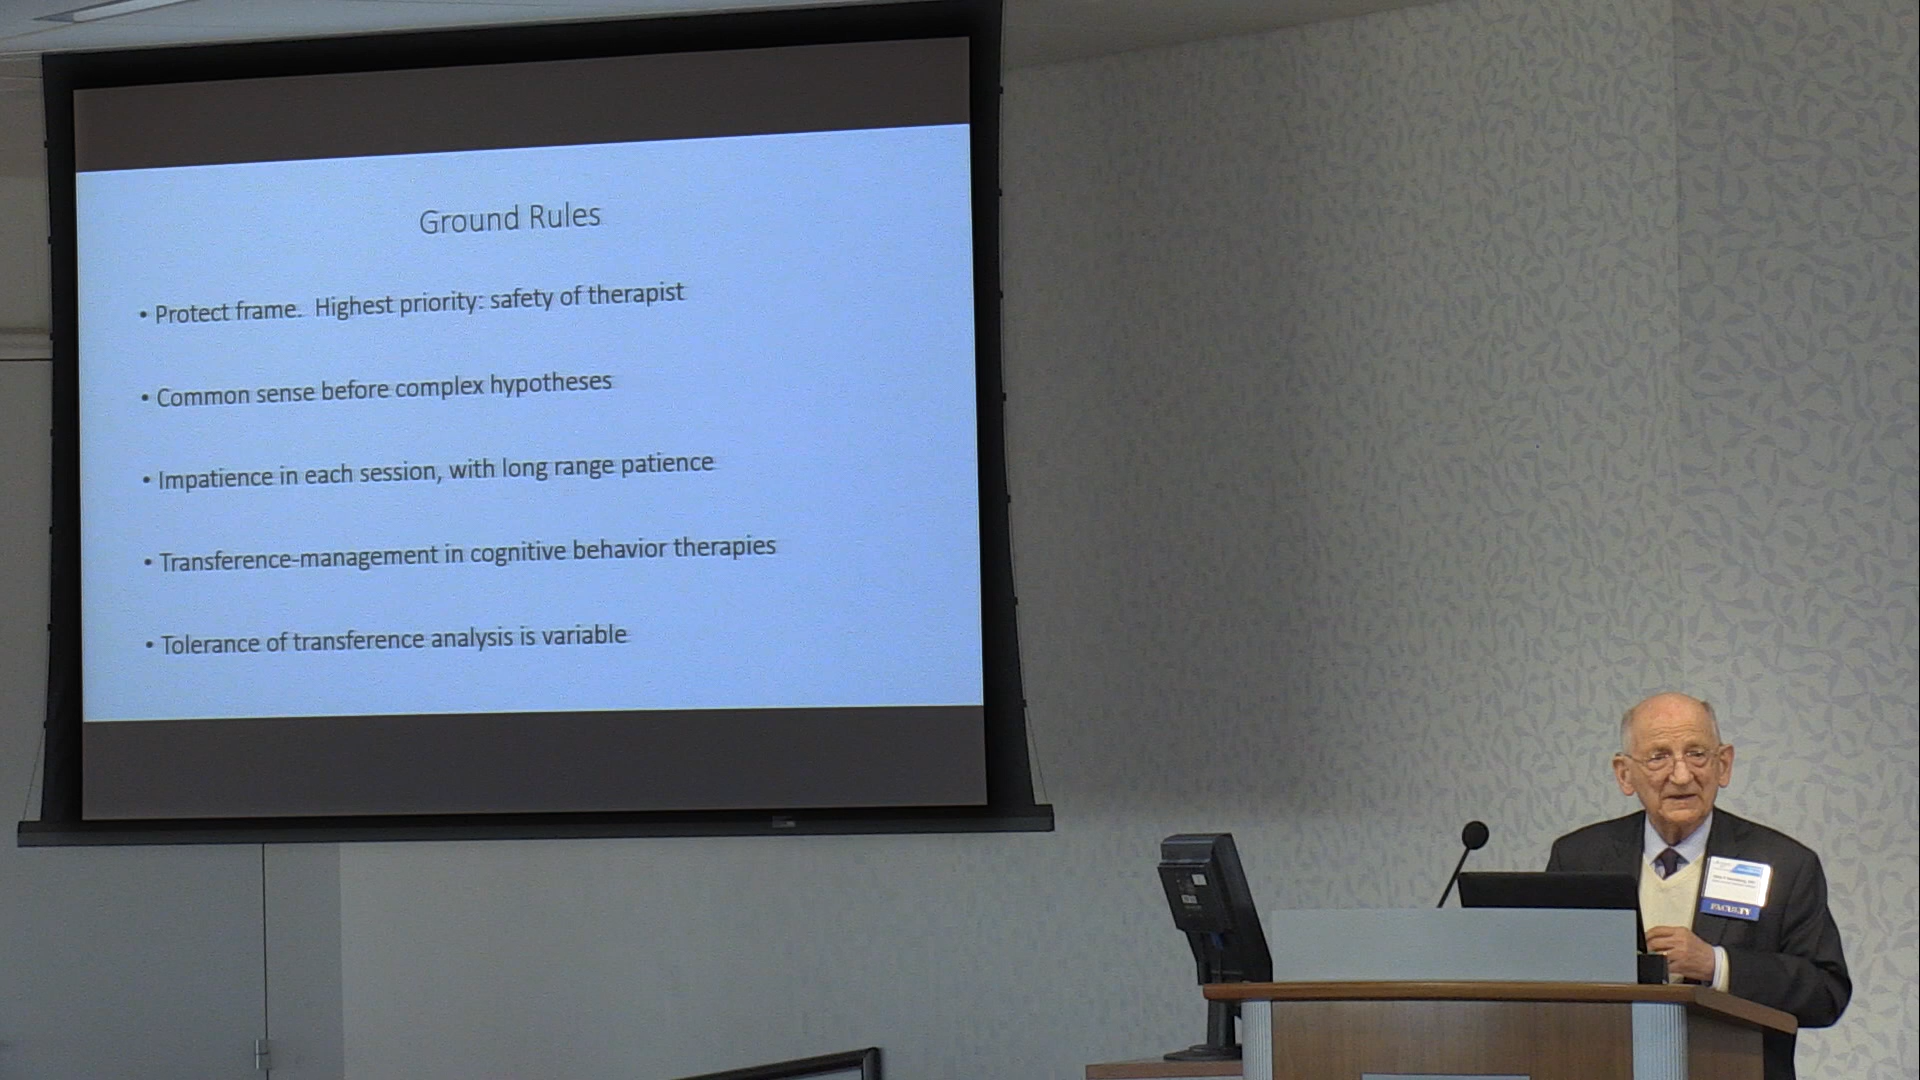 Ground Rules
• Protect frame.  Highest priority: safety of therapist
• Common sense before complex hypotheses
• Impatience in each session, with long range patience
• Transference-management in cognitive behavior therapies
• Tolerance of transference analysis is variable
FACULTY